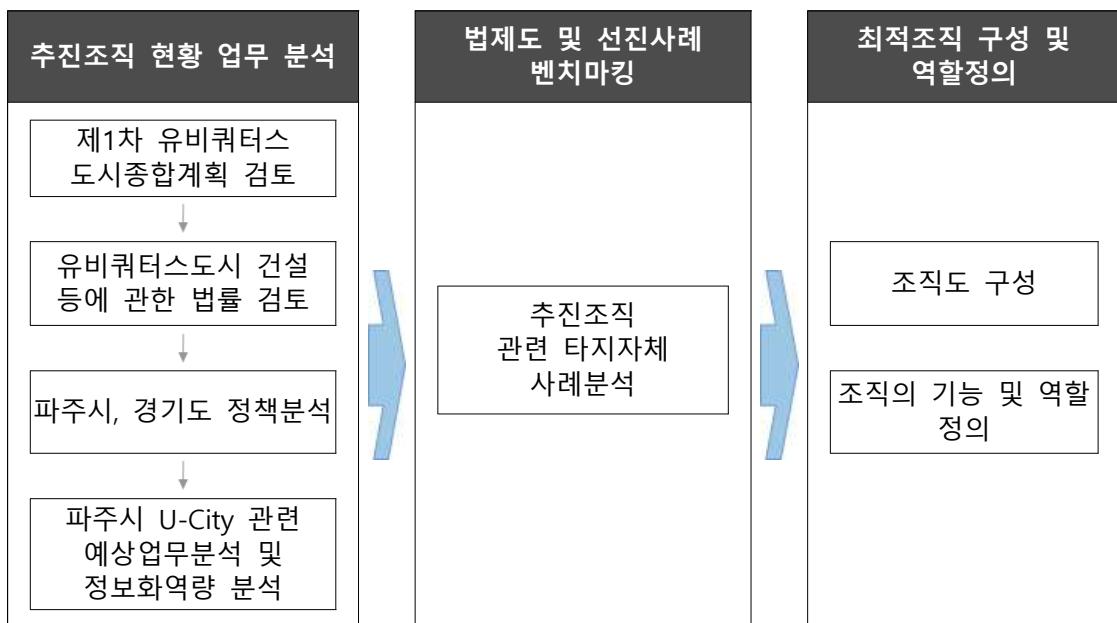 추진조직 현황 업무 분석
제1차 유비쿼터스
도시종합계획 검토
유비쿼터스도시 건설
등에 관한 법률 검토
파주시, 경기도 정책분석
파주시 U-City 관련
예상업무분석 및
정보화역량 분석
법제도 및 선진사례
벤치마킹
추진조직
관련 타지자체
사례분석
최적조직 구성 및
역할정의
조직도 구성
조직의 기능 및 역할
정의